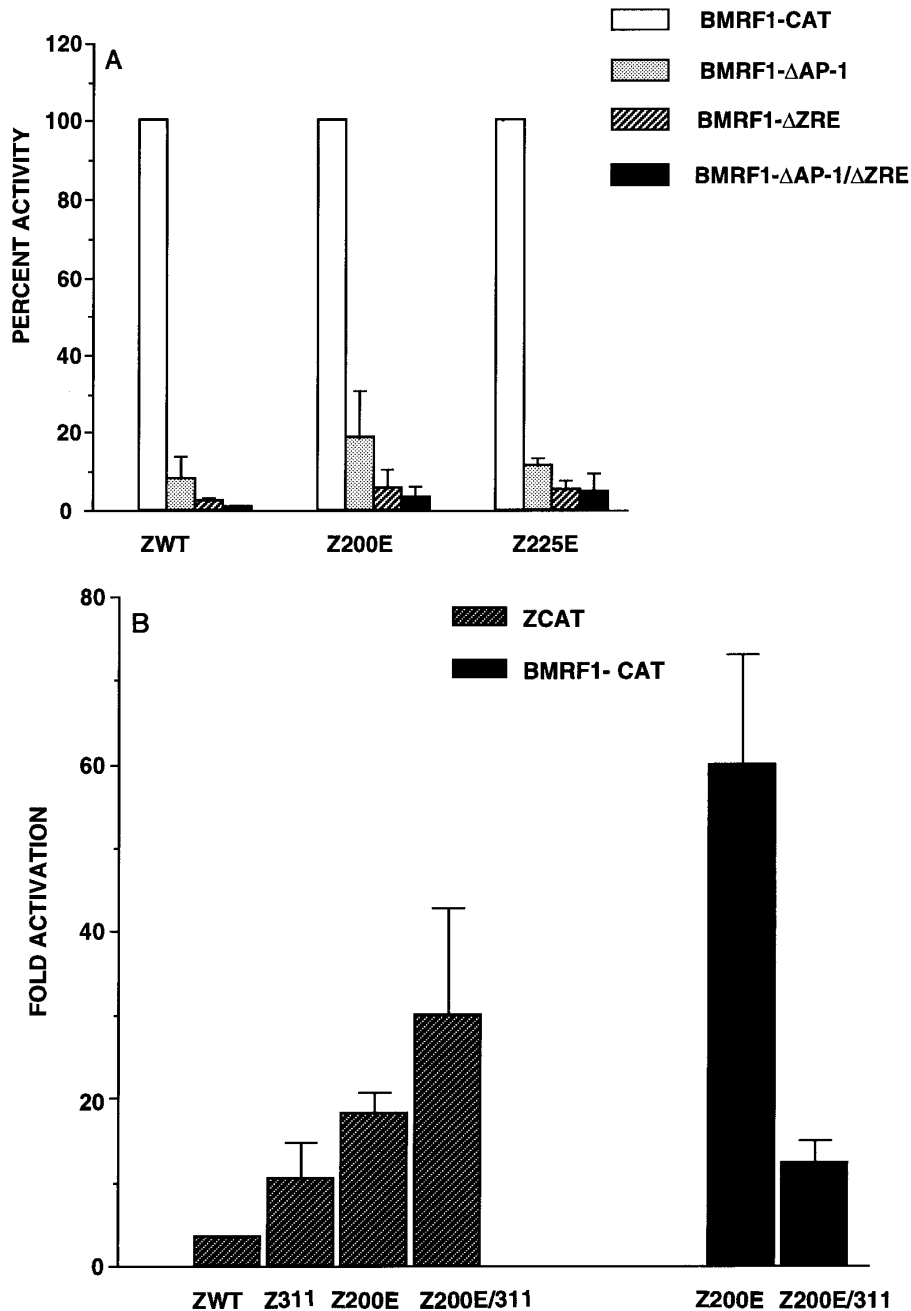 BMRF1-CAT
BMRF1-ΔAP-1
BMRF1-ΔZRE
BMRF1-ΔAP-1/ΔZRE
A
120
100
80
60
40
20
0
PERCENT ACTIVITY
ZWT Z200E Z225E
B
ZCAT
BMRF1- CAT
80
60
40
20
0
FOLD ACTIVATION
ZWT Z311 Z200E Z200E/311 Z200E Z200E/311